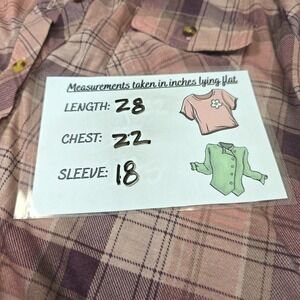 Measurements taken in inches lying flat
LENGTH: 28
CHEST: 22
SLEEVE: 18